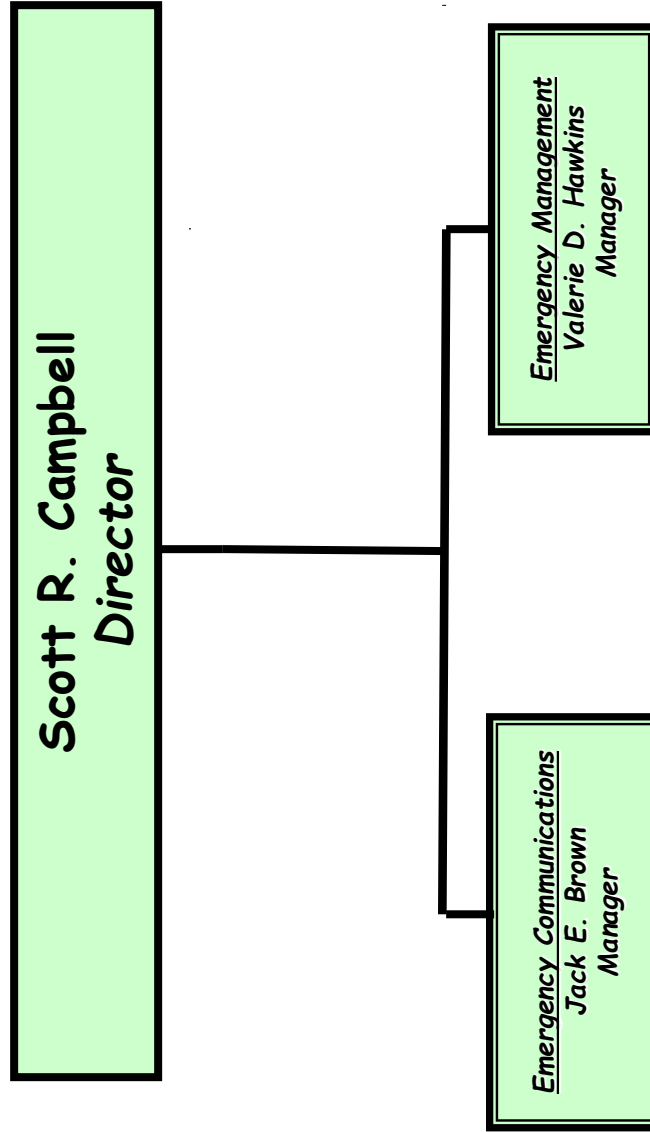 Scott R. Campbell
Director
Emergency Communications
Jack E. Brown
Manager
Emergency Management
Valerie D. Hawkins
Manager